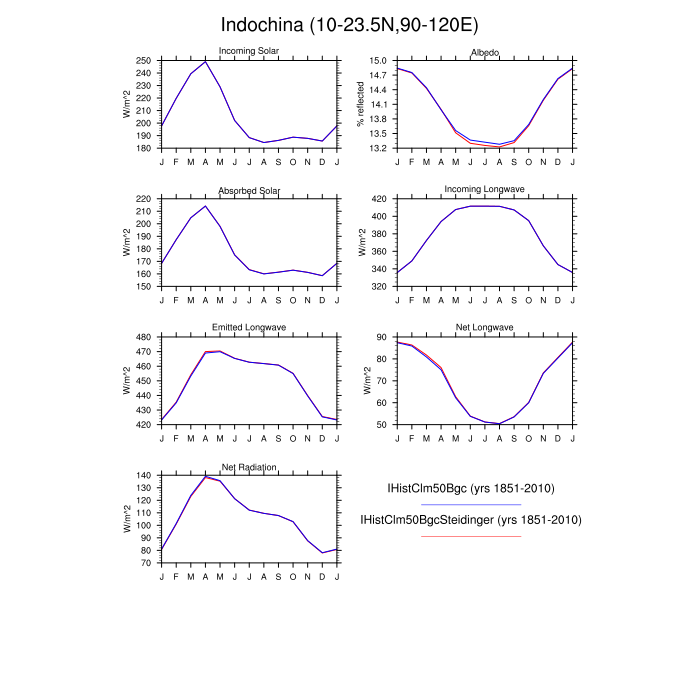 Indochina (10-23.5N,90-120E)
Incoming Solar
W/m^2
250
240
230
220
210
200
190
180
J F M A M J J A S O N D J
Albedo
% reflected
15.0
14.7
14.4
14.1
13.8
13.5
13.2
J F M A M J J A S O N D J
Absorbed Solar
W/m^2
220
210
200
190
180
170
160
150
J F M A M J J A S O N D J
Incoming Longwave
W/m^2
420
400
380
360
340
320
J F M A M J J A S O N D J
Emitted Longwave
W/m^2
480
470
460
450
440
430
420
J F M A M J J A S O N D J
Net Longwave
W/m^2
90
80
70
60
50
J F M A M J J A S O N D J
Net Radiation
W/m^2
140
130
120
110
100
90
80
70
J F M A M J J A S O N D J
IHistClm50Bgc (yrs 1851-2010)
IHistClm50BgcSteidinger (yrs 1851-2010)